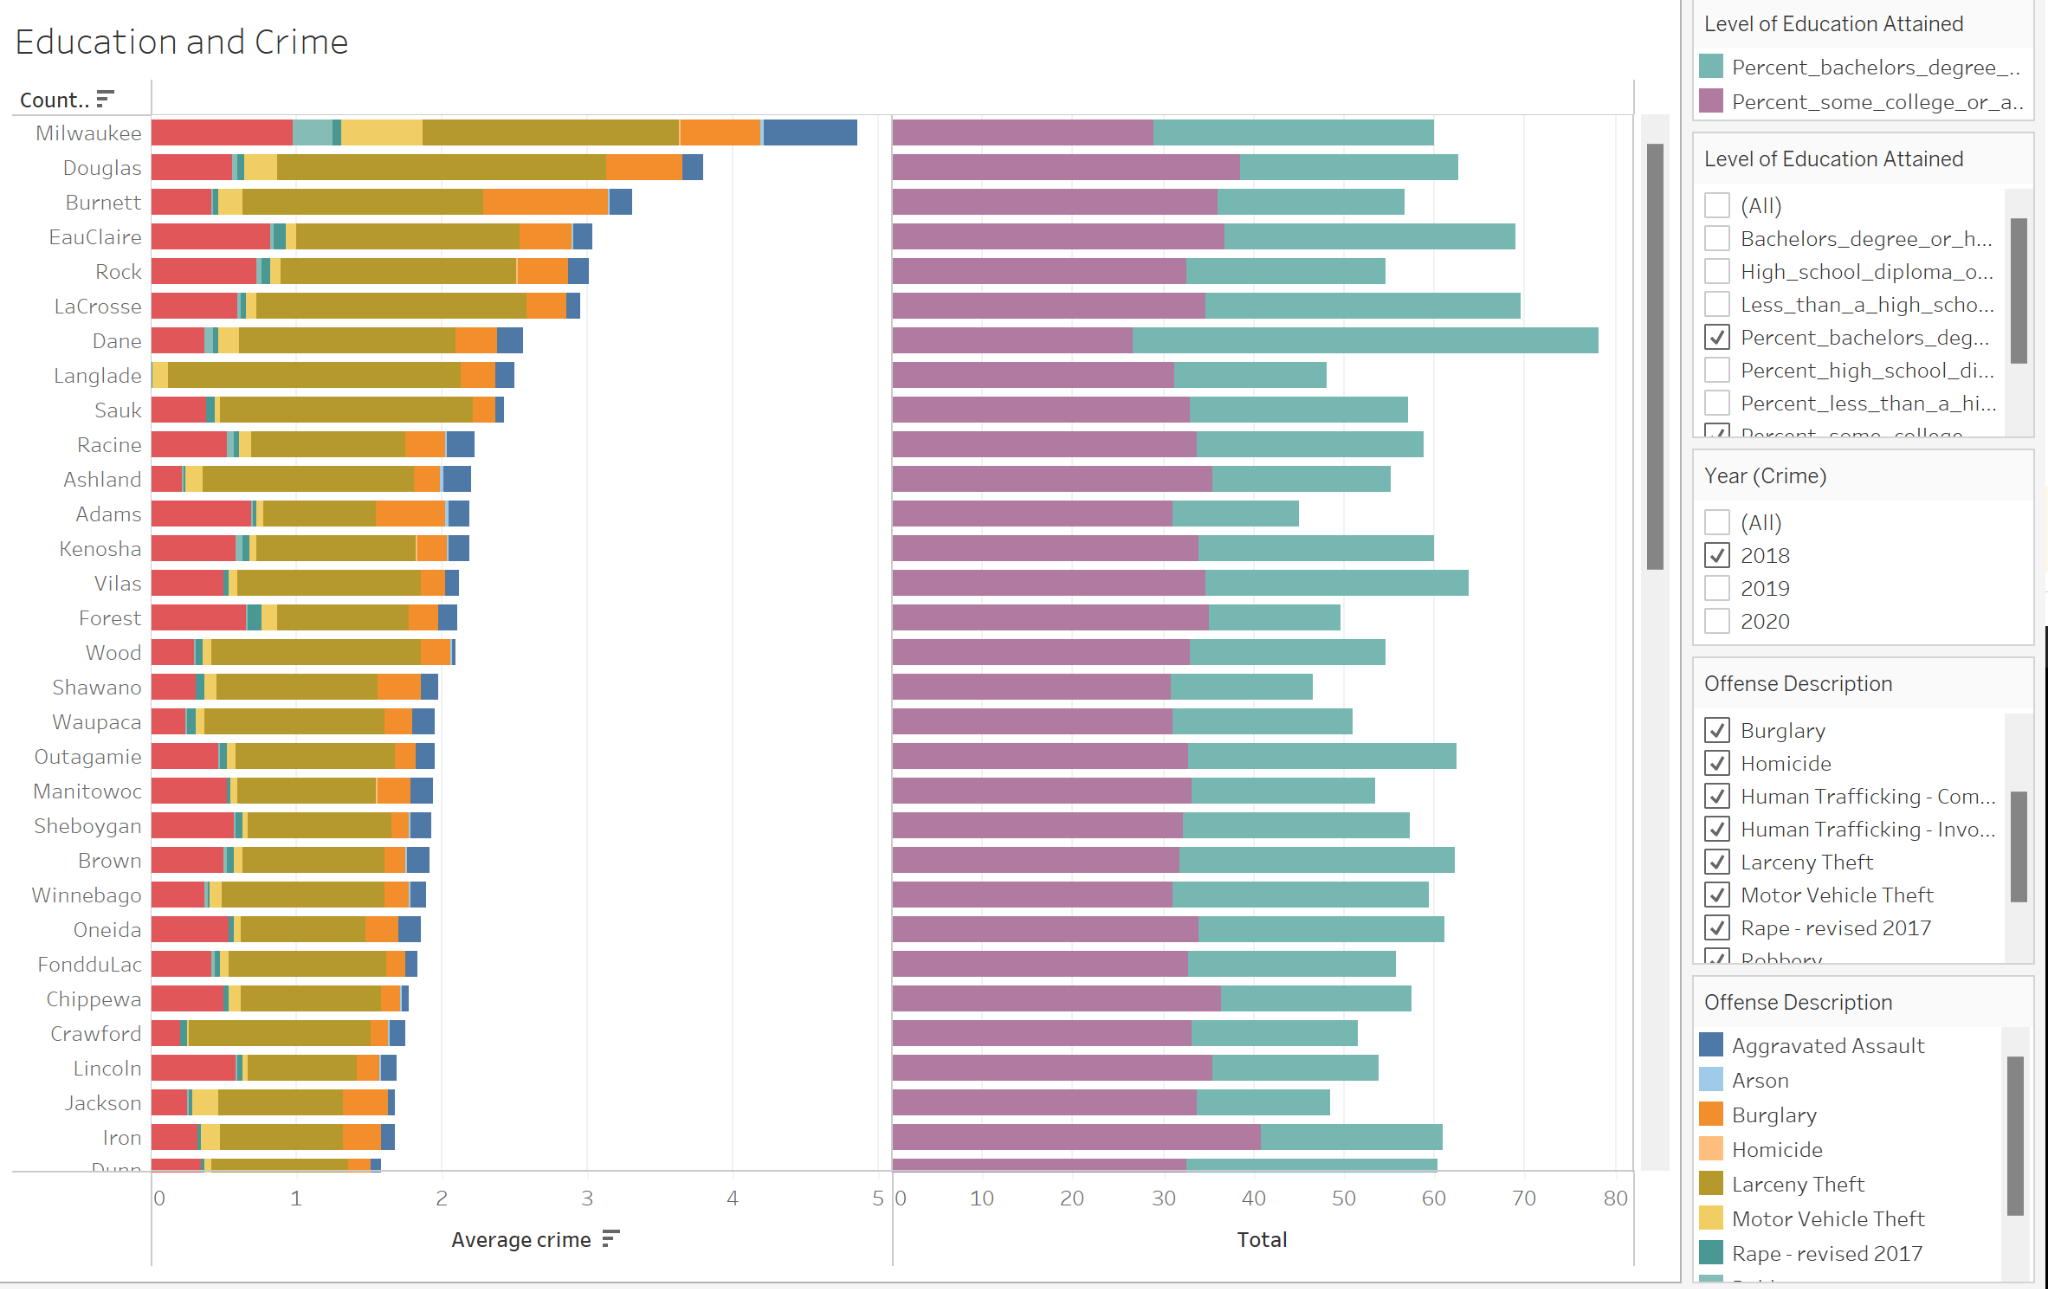 Education and Crime
Count..
Milwaukee
Douglas
Burnett
EauClaire
Rock
LaCrosse
Dane
Langlade
Sauk
Racine
Ashland
Adams
Kenosha
Vilas
Forest
Wood
Shawano
Waupaca
Outagamie
Manitowoc
Sheboygan
Brown
Winnebago
Oneida
FondduLac
Chippewa
Crawford
Lincoln
Jackson
Iron
Dunn
0 1 2 3 4 5 0 10 20 30 40 50 60 70 80
Average crime Total
Level of Education Attained
Percent_bachelors_degree_..
Percent_some_college_or_a..
Level of Education Attained
(All)
Bachelors_degree_or_h...
High_school_diploma_o...
Less_than_a_high_scho...
Percent_bachelors_deg...
Percent_high_school_di...
Percent_less_than_a_hi...
Percent_some_college_
Year (Crime)
(All)
2018
2019
2020
Offense Description
Burglary
Homicide
Human Trafficking - Com...
Human Trafficking - Invo...
Larceny Theft
Motor Vehicle Theft
Rape - revised 2017
Robbery
Offense Description
Aggravated Assault
Arson
Burglary
Homicide
Larceny Theft
Motor Vehicle Theft
Rape - revised 2017